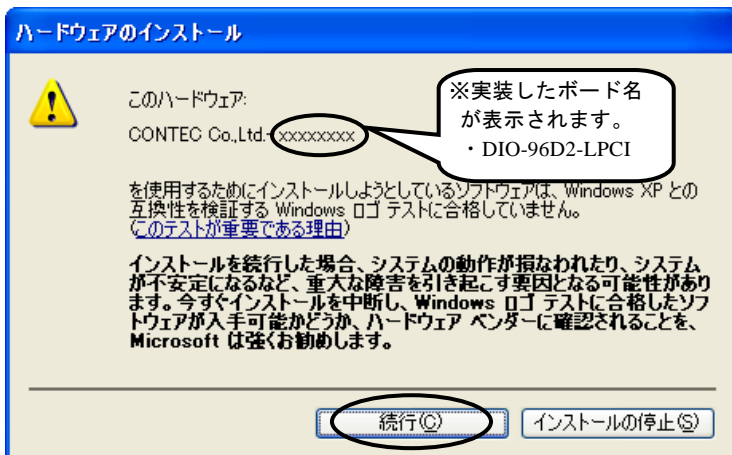 ハードウェアのインストール
このハードウェア:
CONTEC Co.,Ltd.-xxxxxxxx
※実装したボード名
が表示されます。
・DIO-96D2-LPCI
を使用するためにインストールしようとしているソフトウェアは、Windows XP との
互換性を検証する Windows ロゴ テストに合格していません。
(このテストが重要である理由)
インストールを続行した場合、システムの動作が損なわれたり、システム
が不安定になるなど、重大な障害を引き起こす要因となる可能性があり
ます。今すぐインストールを中断し、Windows ロゴ テストに合格したソフ
トウェアが入手可能かどうか、ハードウェア ベンダーに確認されることを、
Microsoft は強くお勧めします。
続行(C)
インストールの停止(S)